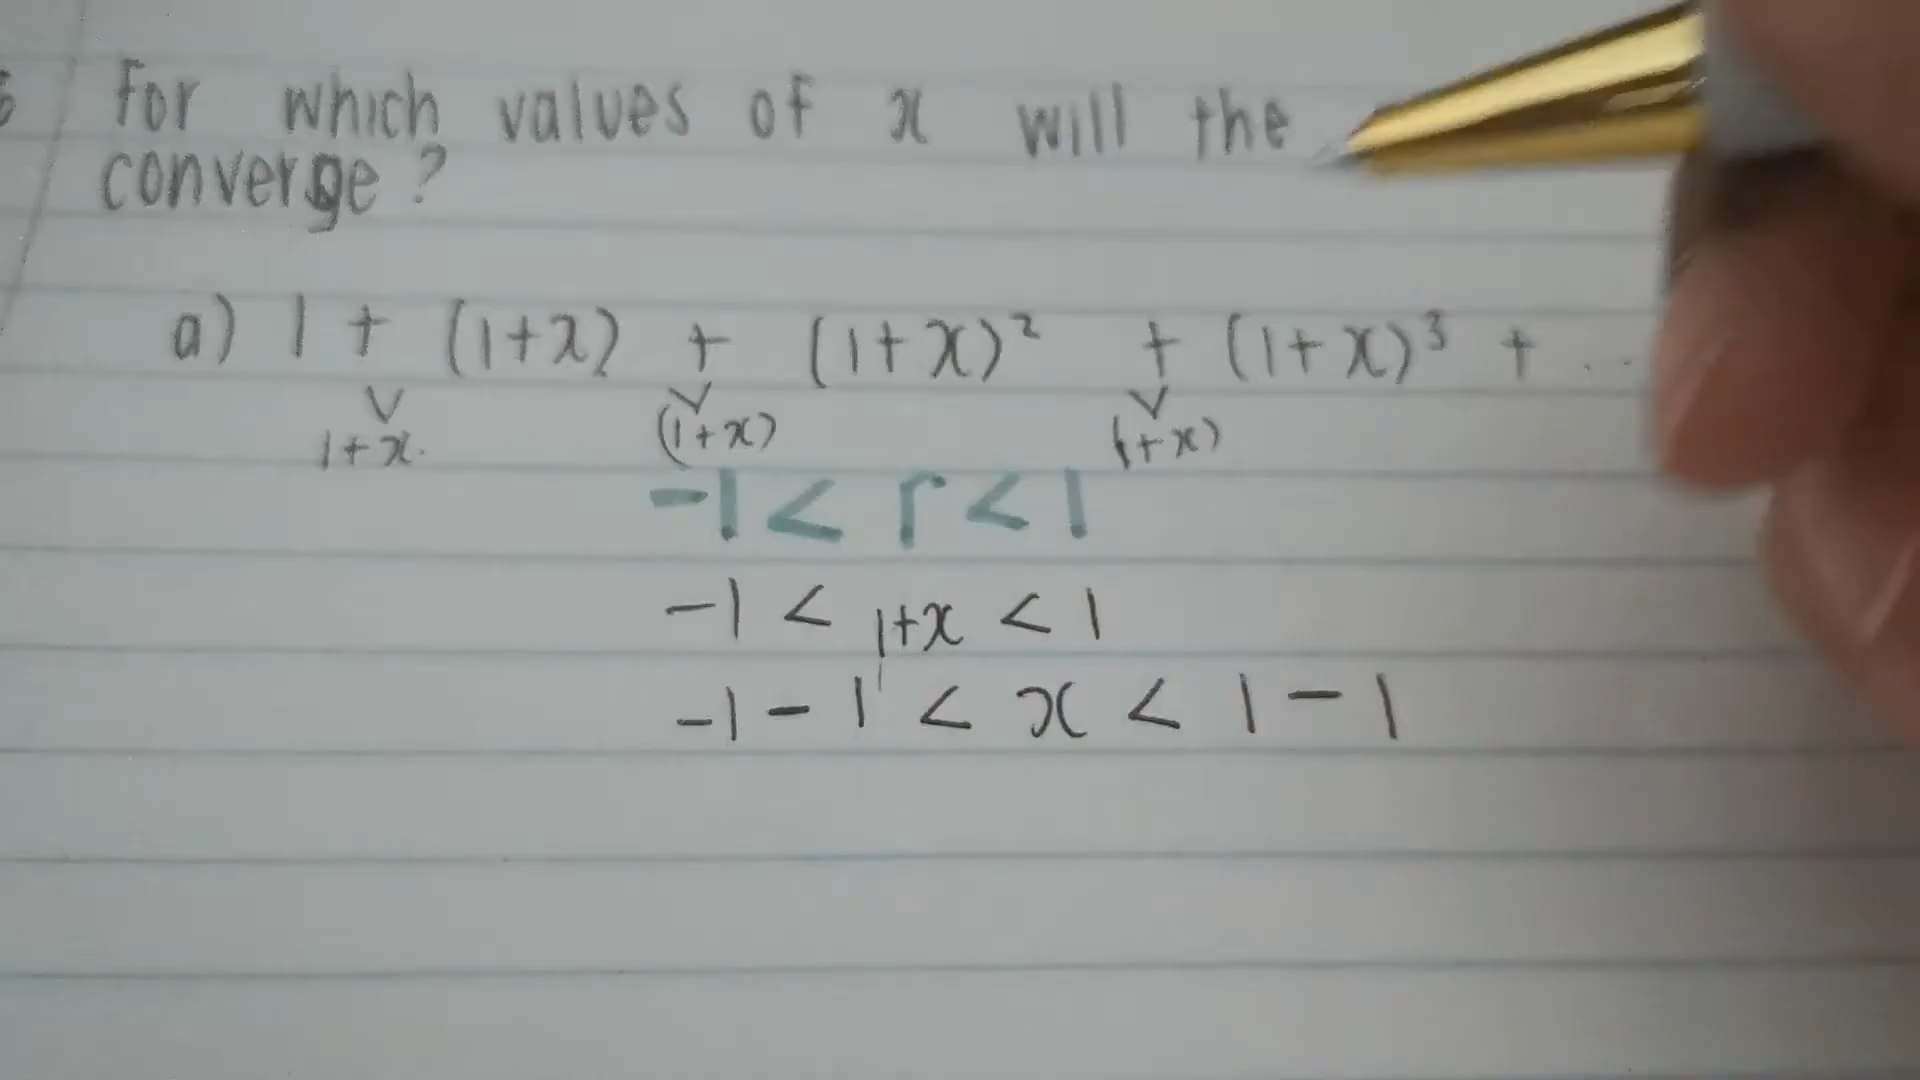 For which values of x will the
converge?
a) 1 + (1+x) + (1+x)² + (1+x)³ + ...
1+x. (1+x) (1+x)
-1 < r < 1
-1 < 1+x < 1
-1 - 1 < x < 1 - 1